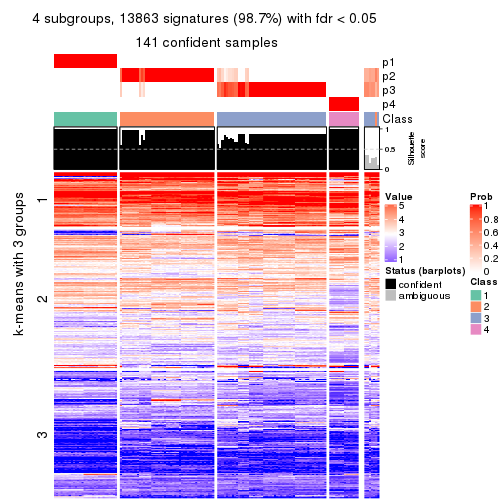 4 subgroups, 13863 signatures (98.7%) with fdr < 0.05
141 confident samples
p1
p2
p3
p4
Class
1
0.5
0
Silhouette
score
k-means with 3 groups
1
2
3
Value
5
4
3
2
1
Status (barplots)
confident
ambiguous
Prob
1
0.8
0.6
0.4
0.2
0
Class
1
2
3
4